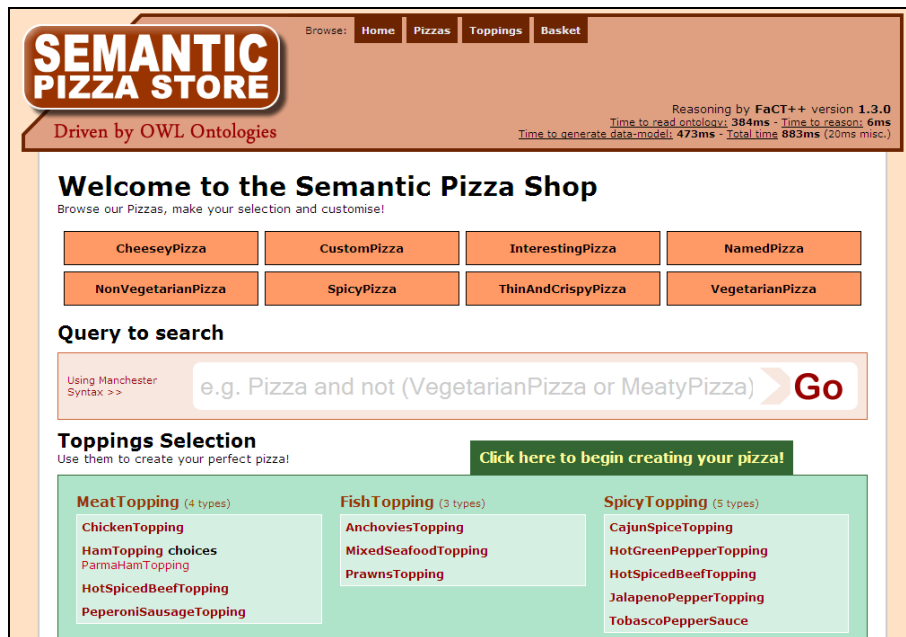 SEMANTIC
PIZZA STORE
Driven by OWL Ontologies
Browse: Home Pizzas Toppings Basket
Reasoning by FaCT++ version 1.3.0
Time to read ontology: 384ms - Time to reason: 6ms
Time to generate data-model: 473ms - Total time 883ms (20ms misc.)
Welcome to the Semantic Pizza Shop
Browse our Pizzas, make your selection and customise!
CheeseyPizza CustomPizza InterestingPizza NamedPizza
NonVegetarianPizza SpicyPizza ThinAndCrispyPizza VegetarianPizza
Query to search
Using Manchester
Syntax >>
e.g. Pizza and not (VegetarianPizza or MeatyPizza)
Go
Toppings Selection
Use them to create your perfect pizza!
Click here to begin creating your pizza!
MeatTopping (4 types)
ChickenTopping
HamTopping choices
ParmaHamTopping
HotSpicedBeefTopping
PeperoniSausageTopping
FishTopping (3 types)
AnchoviesTopping
MixedSeafoodTopping
PrawnsTopping
SpicyTopping (5 types)
CajunSpiceTopping
HotGreenPepperTopping
HotSpicedBeefTopping
JalapenoPepperTopping
TobascoPepperSauce